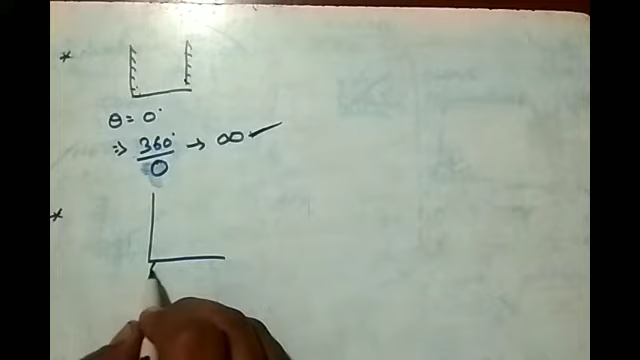 *
θ = 0°
⇒ 360°/0 → ∞ ✓
*